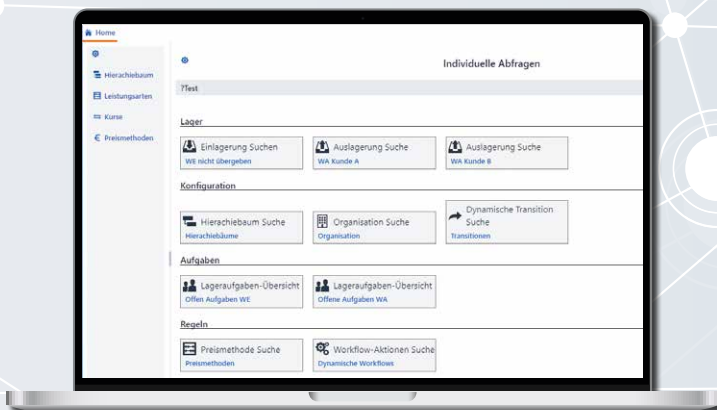 Home
Hierachiebaum
Leistungsarten
Kurse
€ Preismethoden
Individuelle Abfragen
?Test
Lager
Einlagerung Suchen
WE nicht übergeben
Auslagerung Suche
WA Kunde A
Auslagerung Suche
WA Kunde B
Konfiguration
Hierachiebaum Suche
Hierachiebäume
Organisation Suche
Organisation
Dynamische Transition
Suche
Transitionen
Aufgaben
Lageraufgaben-Übersicht
Offen Aufgaben WE
Lageraufgaben-Übersicht
Offene Aufgaben WA
Regeln
Preismethode Suche
Preismethoden
Workflow-Aktionen Suche
Dynamische Workflows